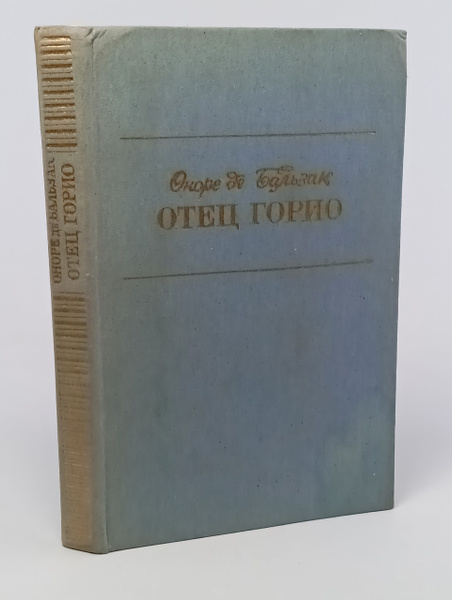 Оноре де Бальзак
ОТЕЦ ГОРИО
ОНОРЕ де БАЛЬЗАК
ОТЕЦ ГОРИО